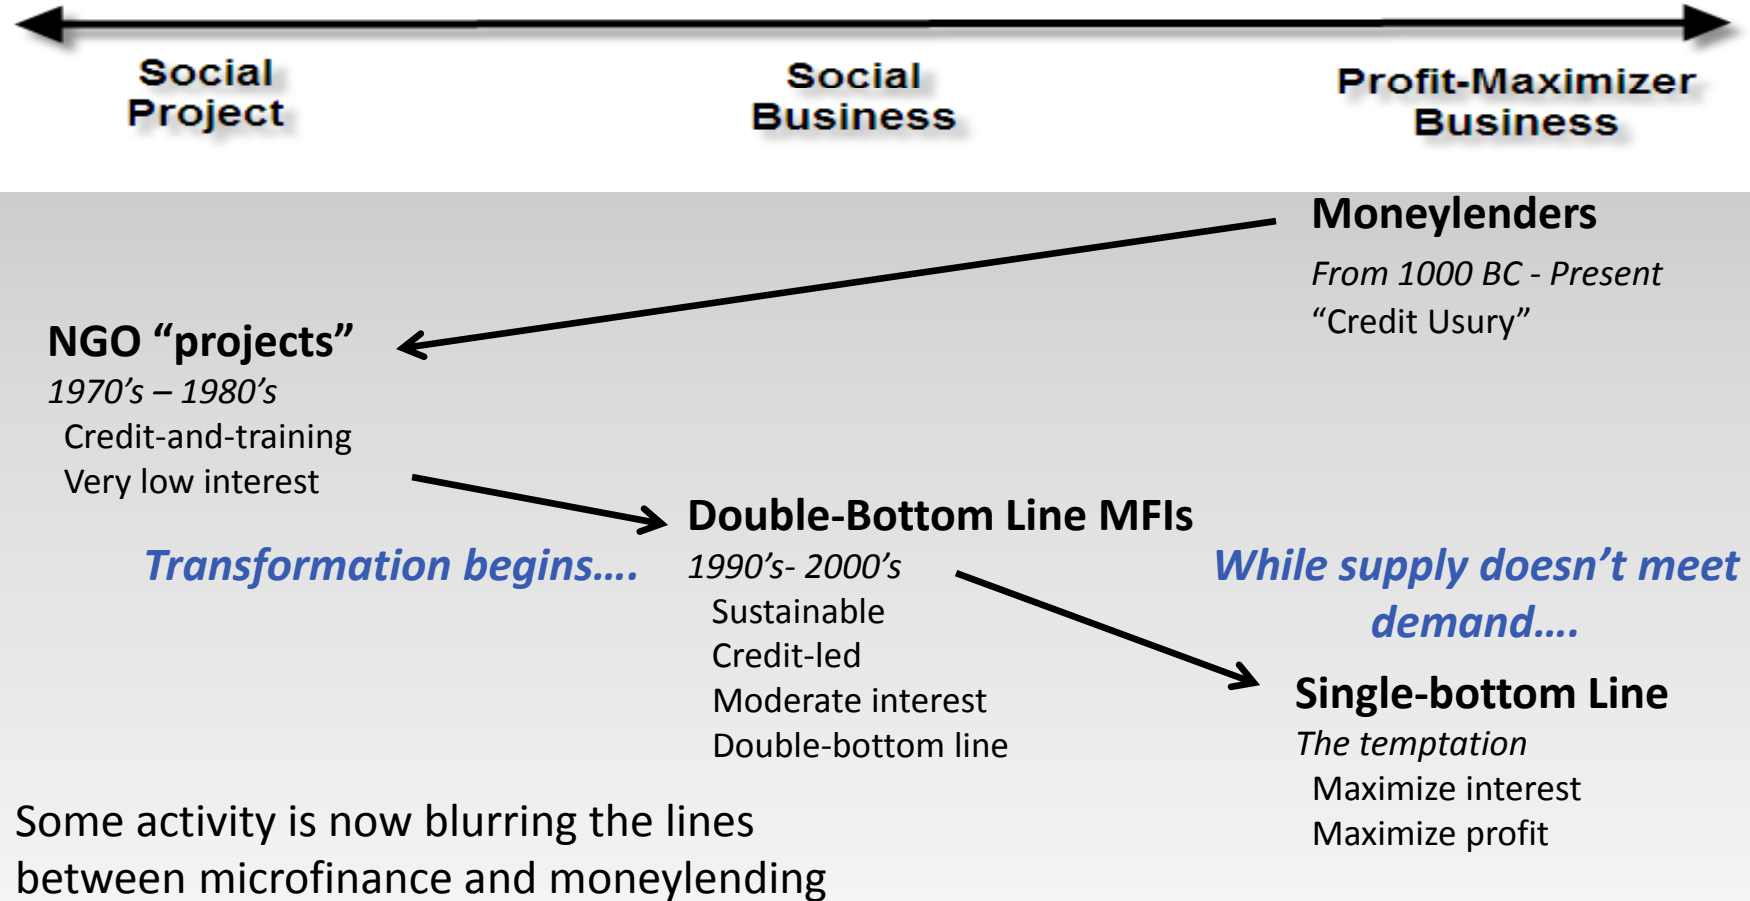 Social
Project
Social
Business
Profit-Maximizer
Business
Moneylenders
From 1000 BC - Present
“Credit Usury”
NGO “projects”
1970’s – 1980’s
Credit-and-training
Very low interest
Transformation begins….
Double-Bottom Line MFIs
1990’s- 2000’s
Sustainable
Credit-led
Moderate interest
Double-bottom line
While supply doesn’t meet
demand….
Single-bottom Line
The temptation
Maximize interest
Maximize profit
Some activity is now blurring the lines
between microfinance and moneylending